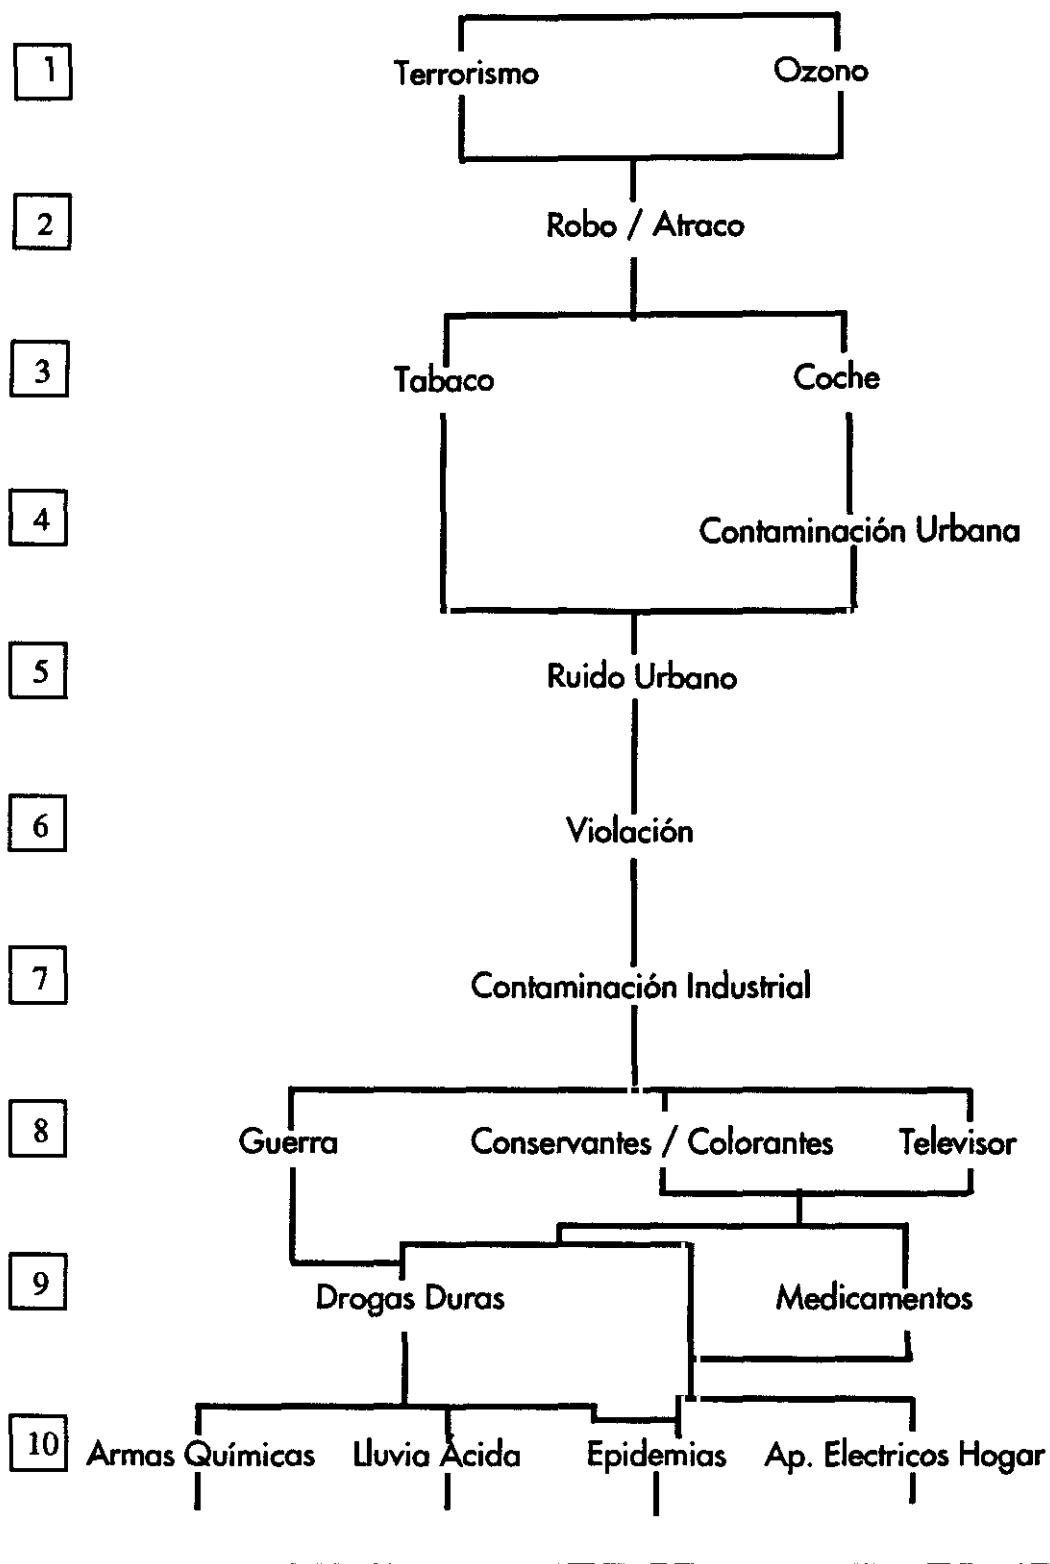 1 Terrorismo Ozono
2 Robo / Atraco
3 Tabaco Coche
4 Contaminación Urbana
5 Ruido Urbano
6 Violación
7 Contaminación Industrial
8 Guerra Conservantes / Colorantes Televisor
9 Drogas Duras Medicamentos
10 Armas Químicas Lluvia Ácida Epidemias Ap. Electricos Hogar